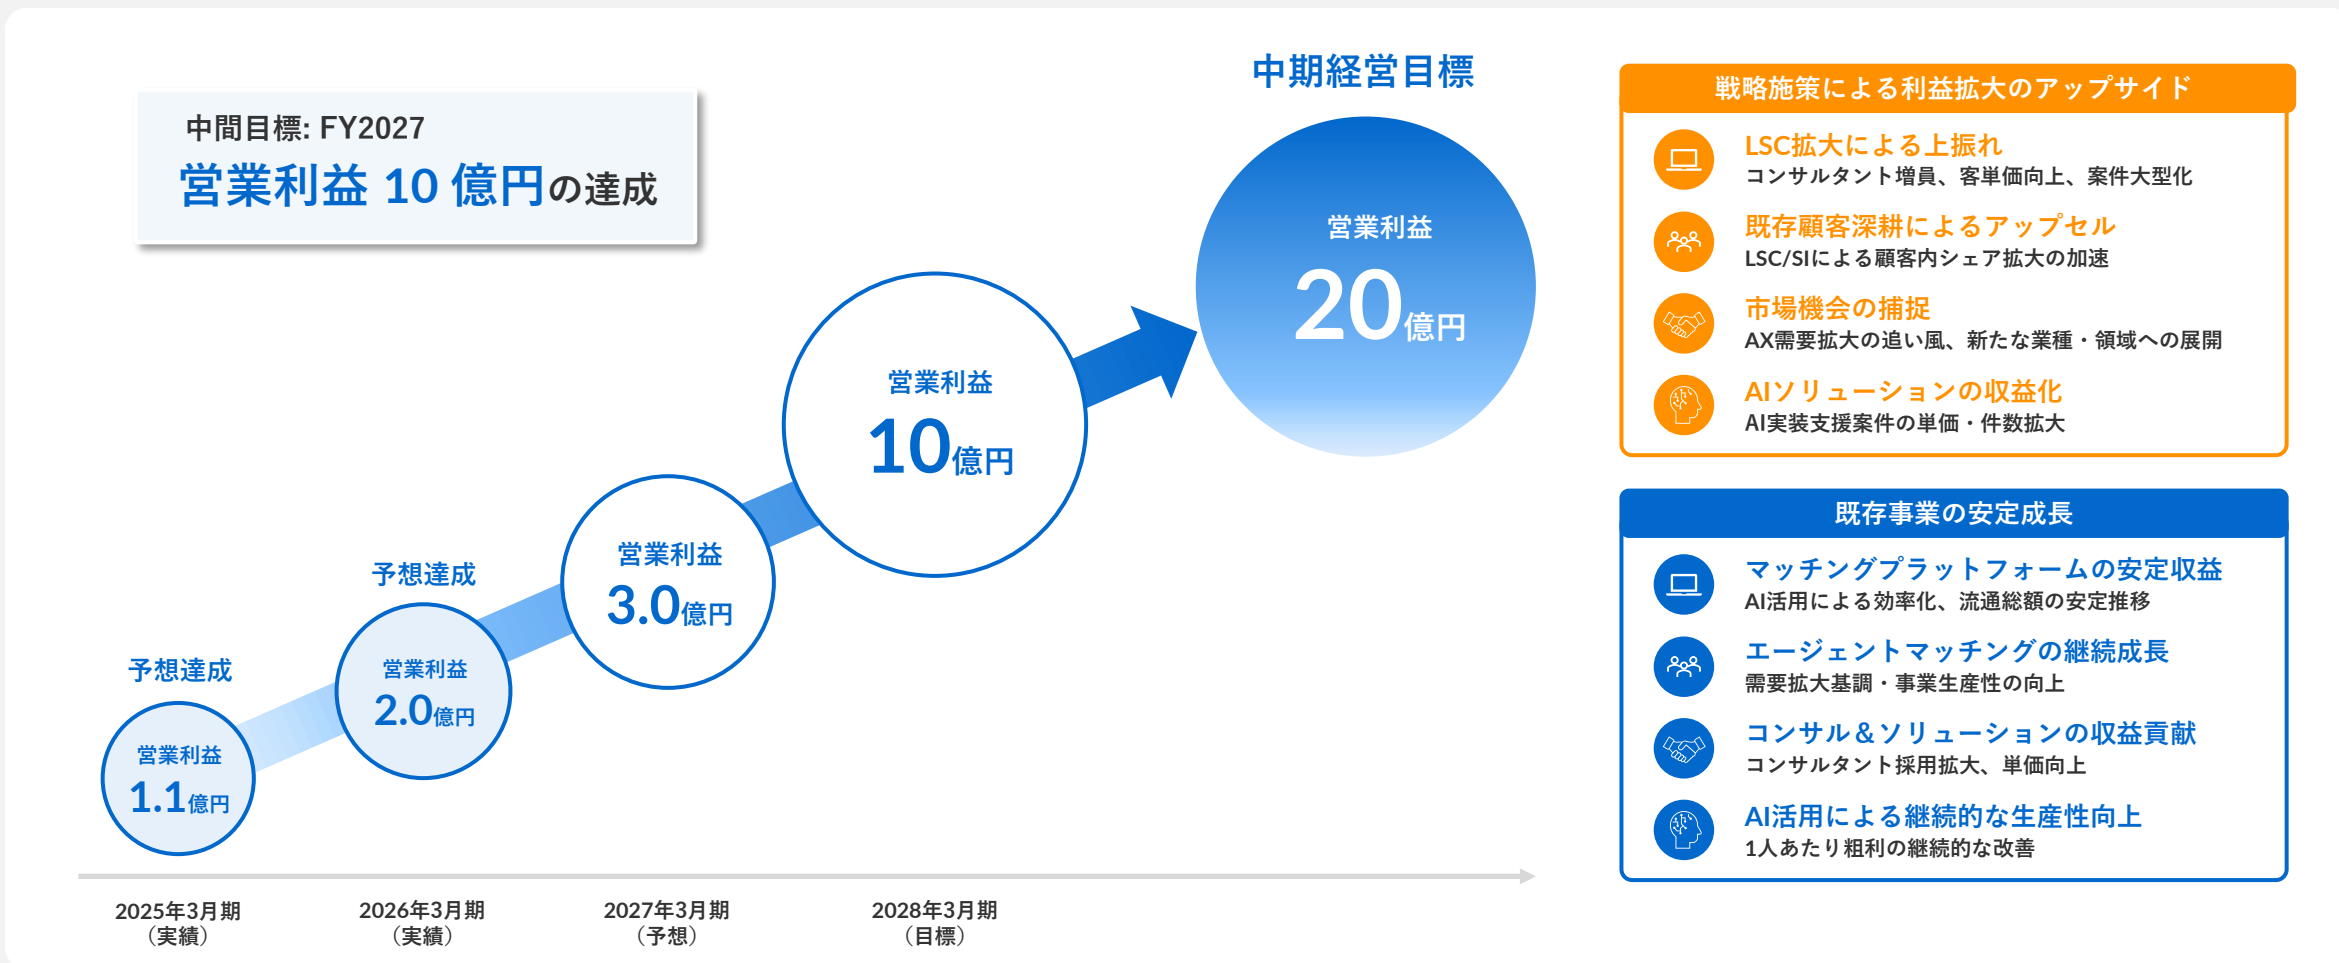 中間目標: FY2027
営業利益 10 億円の達成
中期経営目標
営業利益
20億円
営業利益
10億円
営業利益
3.0億円
予想達成
営業利益
2.0億円
予想達成
営業利益
1.1億円
2025年3月期
（実績）
2026年3月期
（実績）
2027年3月期
（予想）
2028年3月期
（目標）
戦略施策による利益拡大のアップサイド
LSC拡大による上振れ
コンサルタント増員、客単価向上、案件大型化
既存顧客深耕によるアップセル
LSC/SIによる顧客内シェア拡大の加速
市場機会の捕捉
AX需要拡大の追い風、新たな業種・領域への展開
AIソリューションの収益化
AI実装支援案件の単価・件数拡大
既存事業の安定成長
マッチングプラットフォームの安定収益
AI活用による効率化、流通総額の安定推移
エージェントマッチングの継続成長
需要拡大基調・事業生産性の向上
コンサル＆ソリューションの収益貢献
コンサルタント採用拡大、単価向上
AI活用による継続的な生産性向上
1人あたり粗利の継続的な改善